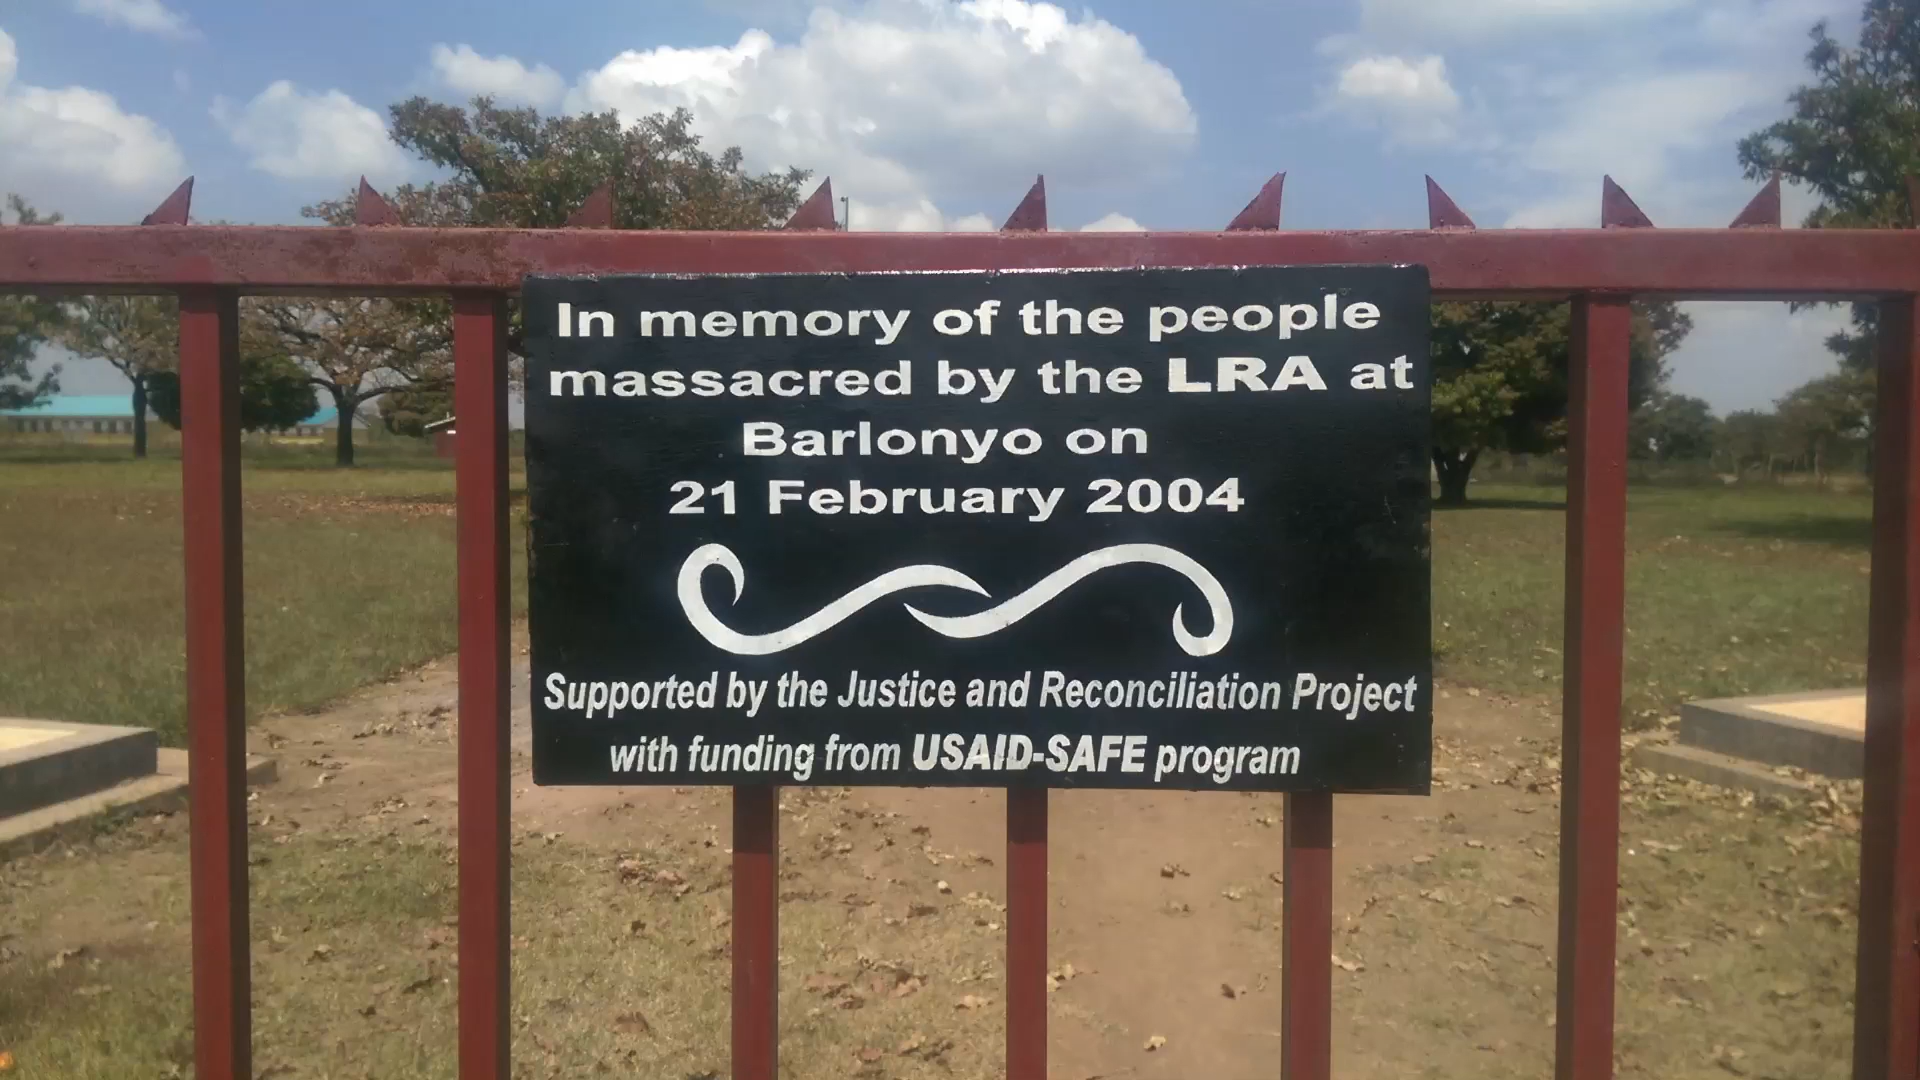 In memory of the people
massacred by the LRA at
Barlonyo on
21 February 2004
Supported by the Justice and Reconciliation Project
with funding from USAID-SAFE program